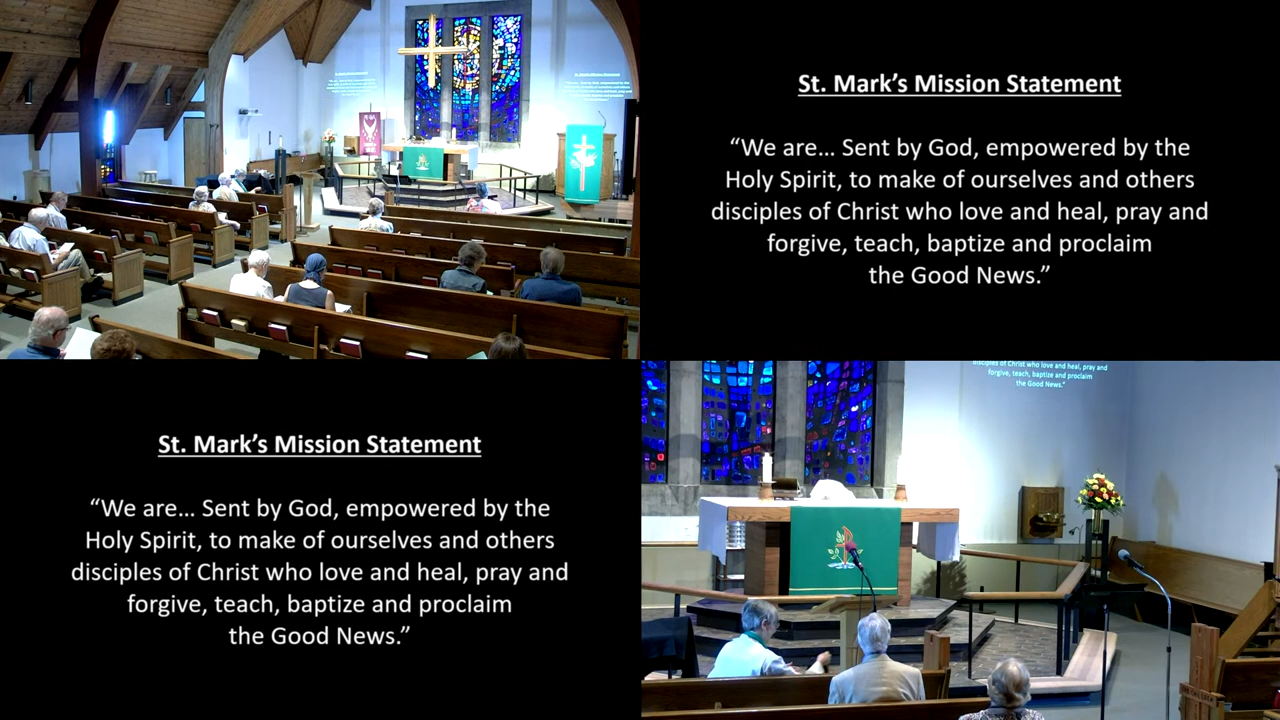 St. Mark’s Mission Statement
“We are... Sent by God, empowered by the
Holy Spirit, to make of ourselves and others
disciples of Christ who love and heal, pray and
forgive, teach, baptize and proclaim
the Good News.”
St. Mark’s Mission Statement
“We are... Sent by God, empowered by the
Holy Spirit, to make of ourselves and others
disciples of Christ who love and heal, pray and
forgive, teach, baptize and proclaim
the Good News.”
disciples of Christ who love and heal, pray and
forgive, teach, baptize and proclaim
the Good News.”